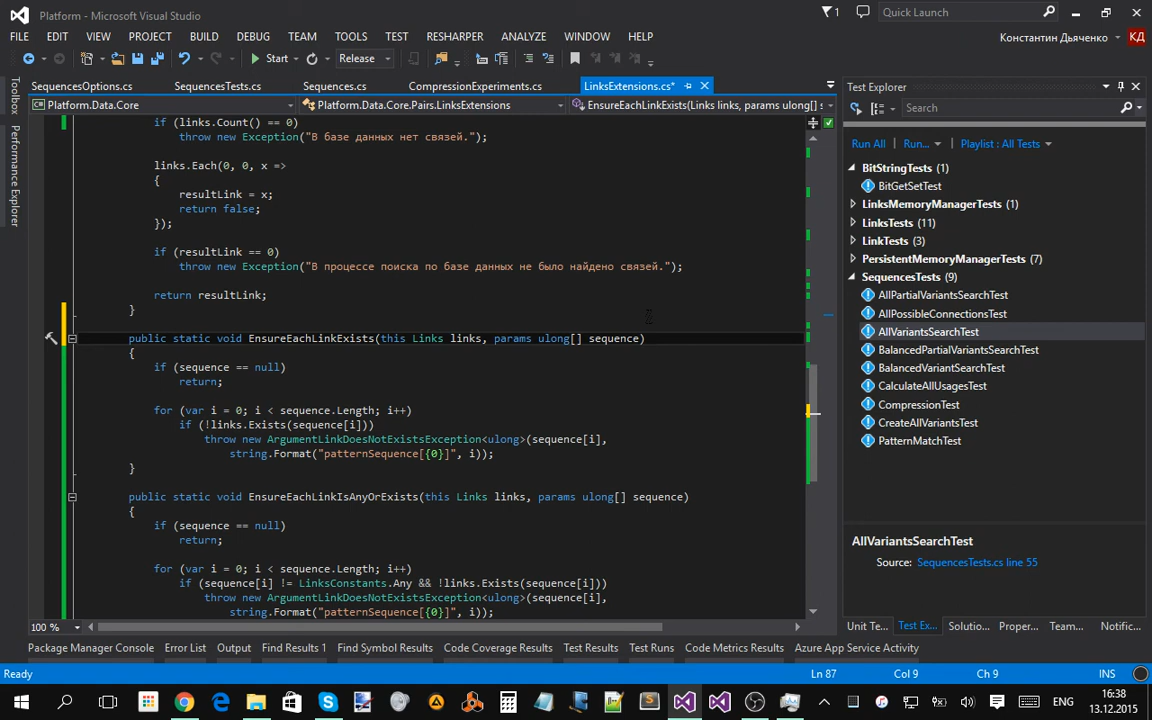 Platform - Microsoft Visual Studio
1
Quick Launch
FILE EDIT VIEW PROJECT BUILD DEBUG TEAM TOOLS TEST RESHARPER ANALYZE WINDOW HELP
Константин Дьяченко КД
Start Release
SequencesOptions.cs SequencesTests.cs Sequences.cs CompressionExperiments.cs LinksExtensions.cs*
Platform.Data.Core Platform.Data.Core.Pairs.LinksExtensions EnsureEachLinkExists(Links links, params ulong[] s
Toolbox
Performance Explorer
if (links.Count() == 0)
throw new Exception("В базе данных нет связей.");
links.Each(0, 0, x =>
{
resultLink = x;
return false;
});
if (resultLink == 0)
throw new Exception("В процессе поиска по базе данных не было найдено связей.");
return resultLink;
}
public static void EnsureEachLinkExists(this Links links, params ulong[] sequence)
{
if (sequence == null)
return;
for (var i = 0; i < sequence.Length; i++)
if (!links.Exists(sequence[i]))
throw new ArgumentLinkDoesNotExistsException<ulong>(sequence[i],
string.Format("patternSequence[{0}]", i));
}
public static void EnsureEachLinkIsAnyOrExists(this Links links, params ulong[] sequence)
{
if (sequence == null)
return;
for (var i = 0; i < sequence.Length; i++)
if (sequence[i] != LinksConstants.Any && !links.Exists(sequence[i]))
throw new ArgumentLinkDoesNotExistsException<ulong>(sequence[i],
string.Format("patternSequence[{0}]", i));
100 %
Test Explorer
Search
Run All Run... Playlist : All Tests
BitStringTests (1)
BitGetSetTest
LinksMemoryManagerTests (1)
LinksTests (11)
LinkTests (3)
PersistentMemoryManagerTests (7)
SequencesTests (9)
AllPartialVariantsSearchTest
AllPossibleConnectionsTest
AllVariantsSearchTest
BalancedPartialVariantsSearchTest
BalancedVariantSearchTest
CalculateAllUsagesTest
CompressionTest
CreateAllVariantsTest
PatternMatchTest
AllVariantsSearchTest
Source: SequencesTests.cs line 55
Unit Te... Test Ex... Solutio... Proper... Team... Notific...
Package Manager Console Error List Output Find Results 1 Find Symbol Results Code Coverage Results Test Results Test Runs Code Metrics Results Azure App Service Activity
Ready Ln 87 Col 9 Ch 9 INS
ENG 16:38
13.12.2015